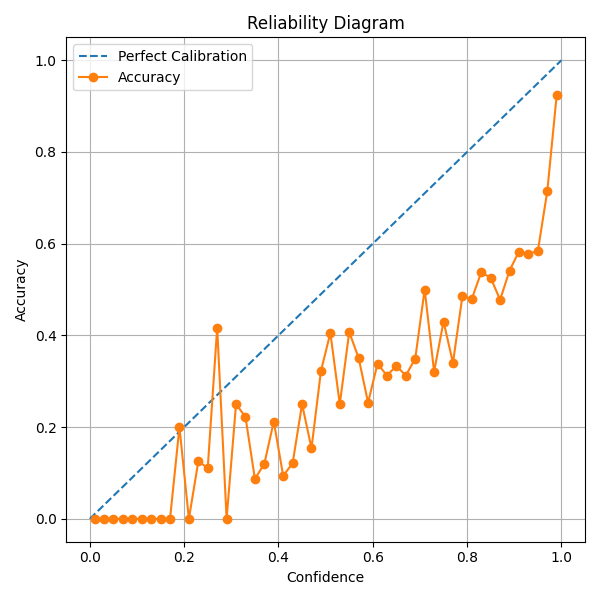 Reliability Diagram
Perfect Calibration
Accuracy
1.0
0.8
0.6
0.4
0.2
0.0
Accuracy
0.0 0.2 0.4 0.6 0.8 1.0
Confidence